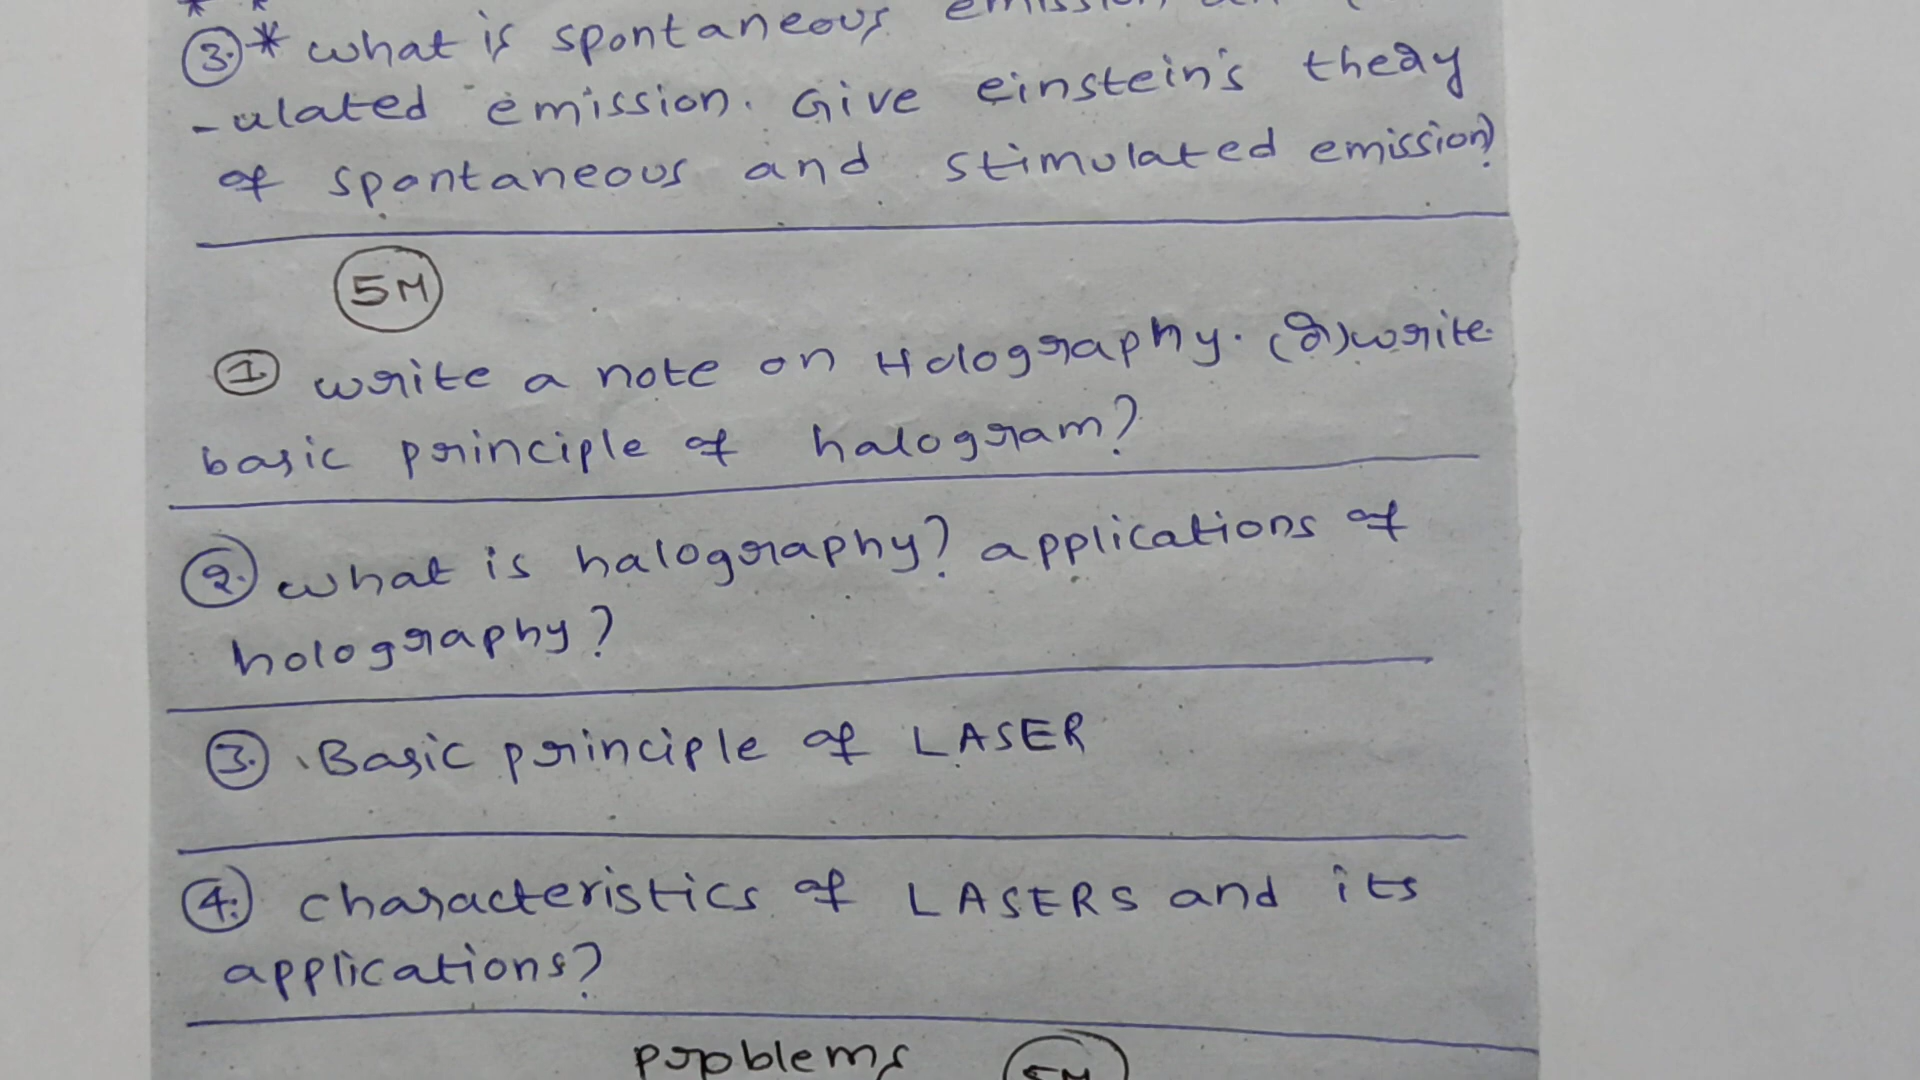 3. * what is spontaneous emission
-ulated emission. Give einstein's theory
of spontaneous and stimulated emission?
5M
1. write a note on Holography. (or) write
basic principle of halogram?
2. what is halography? applications of
holography?
3. Basic principle of LASER
4. characteristics of LASERS and its
applications?
problems 5M